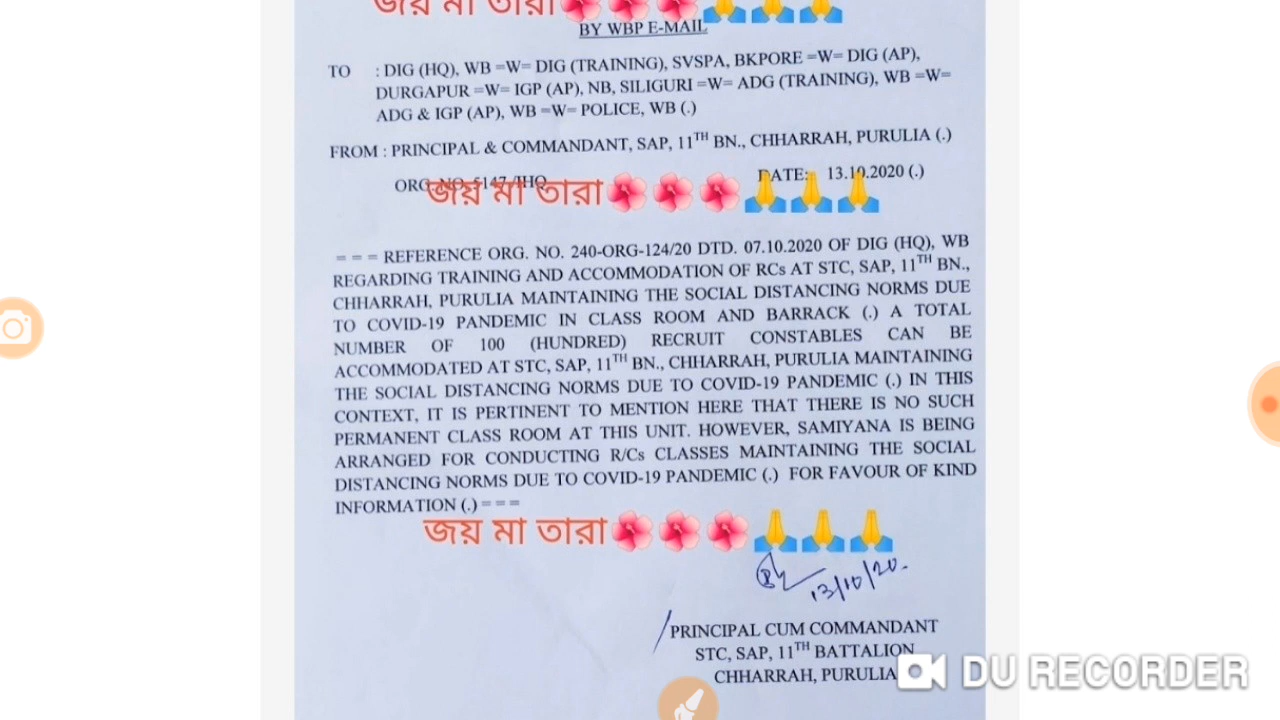 জয় মা তারা🌺🌺🌺🙏🙏🙏
BY WBP E-MAIL
TO : DIG (HQ), WB =W= DIG (TRAINING), SVSPA, BKPORE =W= DIG (AP),
DURGAPUR =W= IGP (AP), NB, SILIGURI =W= ADG (TRAINING), WB =W=
ADG & IGP (AP), WB =W= POLICE, WB (.)
FROM : PRINCIPAL & COMMANDANT, SAP, 11TH BN., CHHARRAH, PURULIA (.)
ORG. NO. 5147 /IHQ DATE: 13.10.2020 (.)
জয় মা তারা🌺🌺🌺🙏🙏🙏
= = = REFERENCE ORG. NO. 240-ORG-124/20 DTD. 07.10.2020 OF DIG (HQ), WB
REGARDING TRAINING AND ACCOMMODATION OF RCs AT STC, SAP, 11TH BN.,
CHHARRAH, PURULIA MAINTAINING THE SOCIAL DISTANCING NORMS DUE
TO COVID-19 PANDEMIC IN CLASS ROOM AND BARRACK (.) A TOTAL
NUMBER OF 100 (HUNDRED) RECRUIT CONSTABLES CAN BE
ACCOMMODATED AT STC, SAP, 11TH BN., CHHARRAH, PURULIA MAINTAINING
THE SOCIAL DISTANCING NORMS DUE TO COVID-19 PANDEMIC (.) IN THIS
CONTEXT, IT IS PERTINENT TO MENTION HERE THAT THERE IS NO SUCH
PERMANENT CLASS ROOM AT THIS UNIT. HOWEVER, SAMIYANA IS BEING
ARRANGED FOR CONDUCTING R/Cs CLASSES MAINTAINING THE SOCIAL
DISTANCING NORMS DUE TO COVID-19 PANDEMIC (.) FOR FAVOUR OF KIND
INFORMATION (.) = = =
জয় মা তারা🌺🌺🌺🙏🙏🙏
13/10/20.
PRINCIPAL CUM COMMANDANT
STC, SAP, 11TH BATTALION
CHHARRAH, PURULIA
DU RECORDER